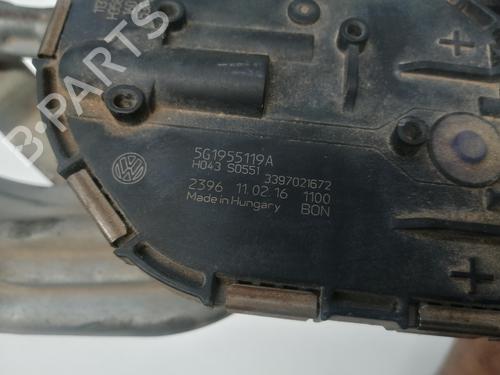 B-PARTS
5G1955119A
H043 S0551
3397021672
2396 11.02.16 1100
Made in Hungary BON